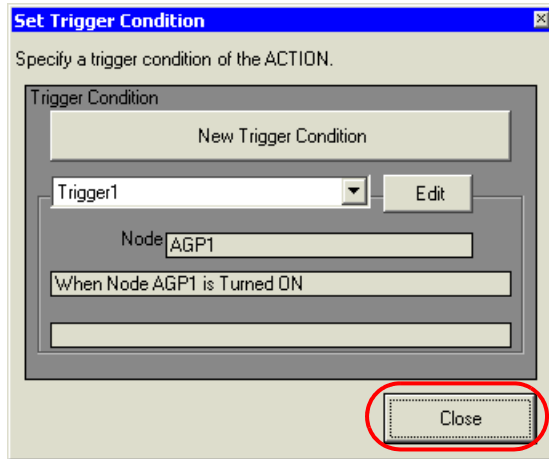 Set Trigger Condition
Specify a trigger condition of the ACTION.
Trigger Condition
New Trigger Condition
Trigger1
Edit
Node
AGP1
When Node AGP1 is Turned ON
Close